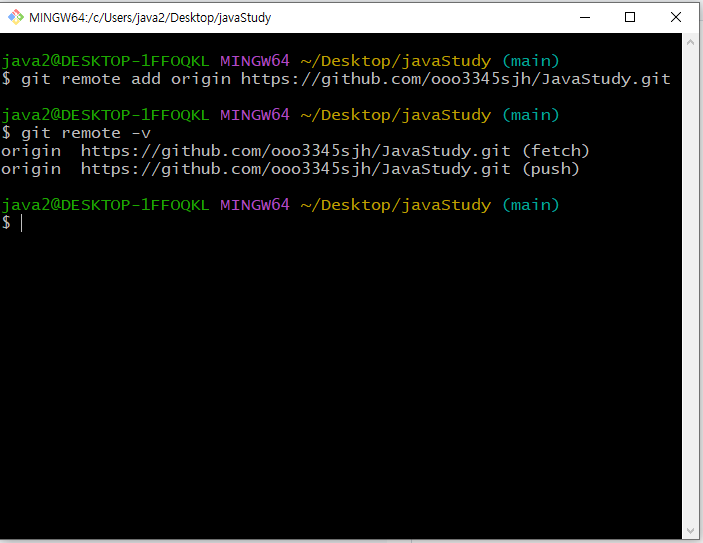 MINGW64:/c/Users/java2/Desktop/javaStudy
java2@DESKTOP-1FFOQKL MINGW64 ~/Desktop/javaStudy (main)
$ git remote add origin https://github.com/ooo3345sjh/JavaStudy.git
java2@DESKTOP-1FFOQKL MINGW64 ~/Desktop/javaStudy (main)
$ git remote -v
origin  https://github.com/ooo3345sjh/JavaStudy.git (fetch)
origin  https://github.com/ooo3345sjh/JavaStudy.git (push)
java2@DESKTOP-1FFOQKL MINGW64 ~/Desktop/javaStudy (main)
$